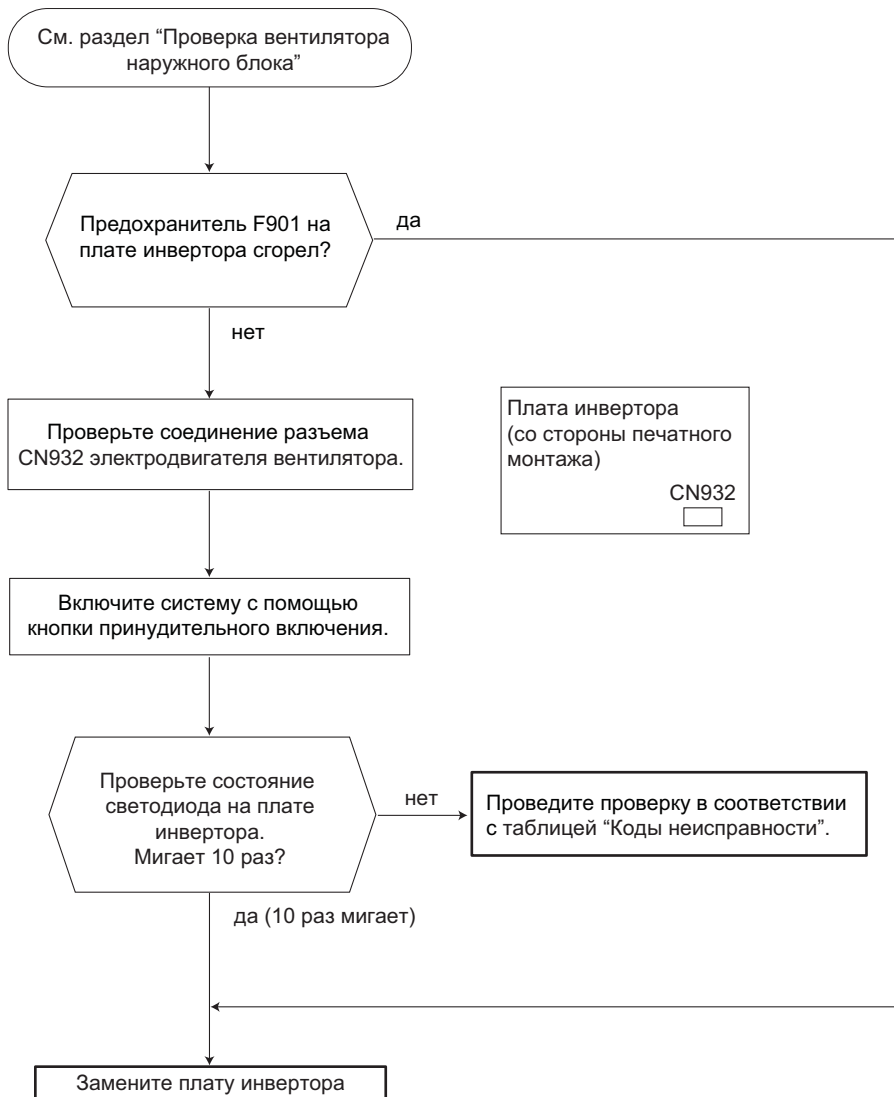 См. раздел “Проверка вентилятора
наружного блока”
Предохранитель F901 на
плате инвертора сгорел?
да
нет
Проверьте соединение разъема
CN932 электродвигателя вентилятора.
Плата инвертора
(со стороны печатного
монтажа)
CN932
Включите систему с помощью
кнопки принудительного включения.
Проверьте состояние
светодиода на плате
инвертора.
Мигает 10 раз?
нет
Проведите проверку в соответствии
с таблицей “Коды неисправности”.
да (10 раз мигает)
Замените плату инвертора